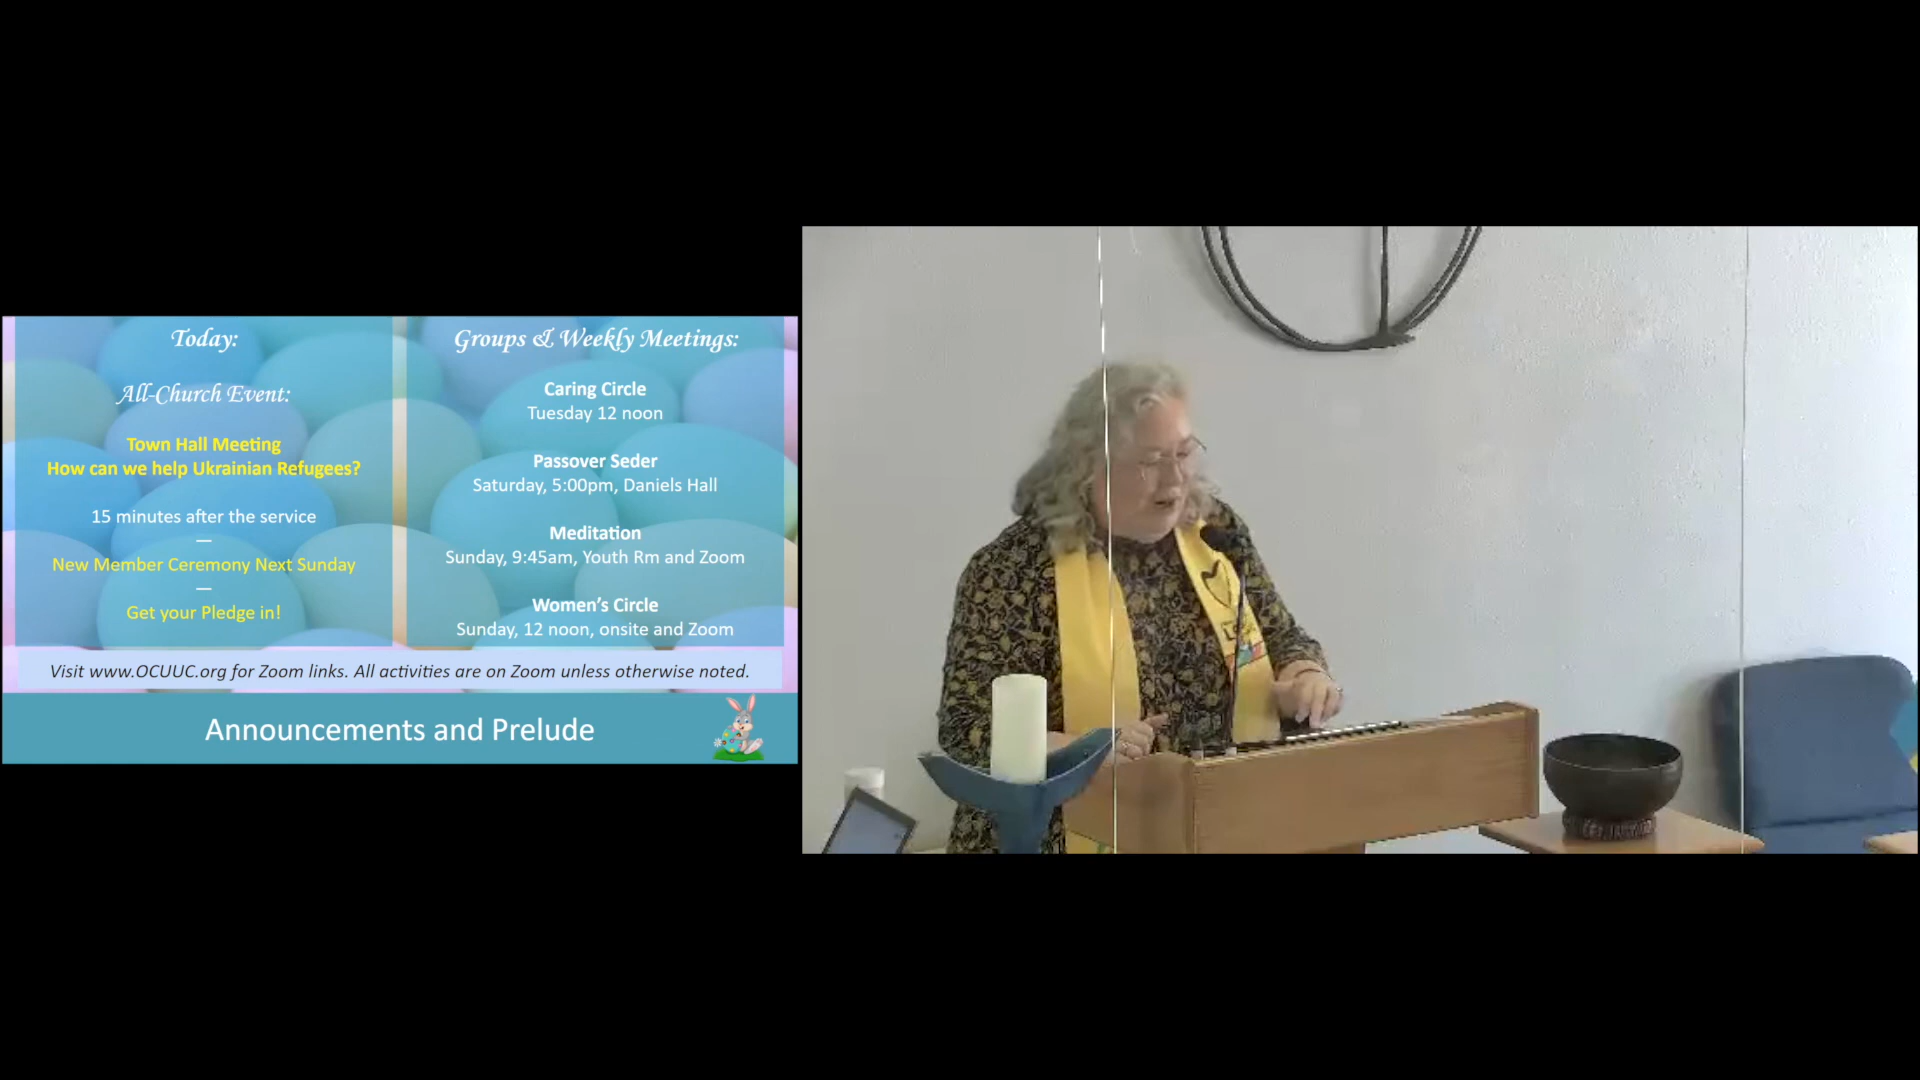 Today:
All-Church Event:
Town Hall Meeting
How can we help Ukrainian Refugees?
15 minutes after the service
—
New Member Ceremony Next Sunday
—
Get your Pledge in!
Groups & Weekly Meetings:
Caring Circle
Tuesday 12 noon
Passover Seder
Saturday, 5:00pm, Daniels Hall
Meditation
Sunday, 9:45am, Youth Rm and Zoom
Women's Circle
Sunday, 12 noon, onsite and Zoom
Visit www.OCUUC.org for Zoom links. All activities are on Zoom unless otherwise noted.
Announcements and Prelude